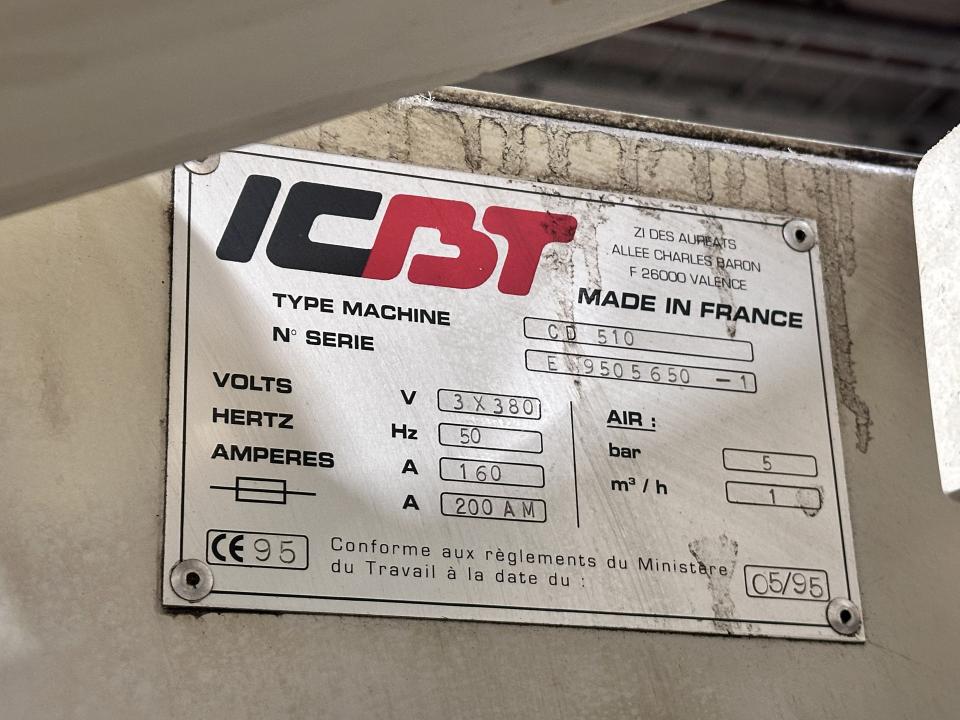 ICBT
ZI DES AUREATS
ALLEE CHARLES BARON
F 26000 VALENCE
MADE IN FRANCE
TYPE MACHINE CD 510
N° SERIE E 9505650 - 1
VOLTS V 3 X 380
HERTZ Hz 50
AMPERES A 160
A 200 AM
AIR :
bar 5
m³ / h 1
CE 95
Conforme aux règlements du Ministère
du Travail à la date du : 05/95